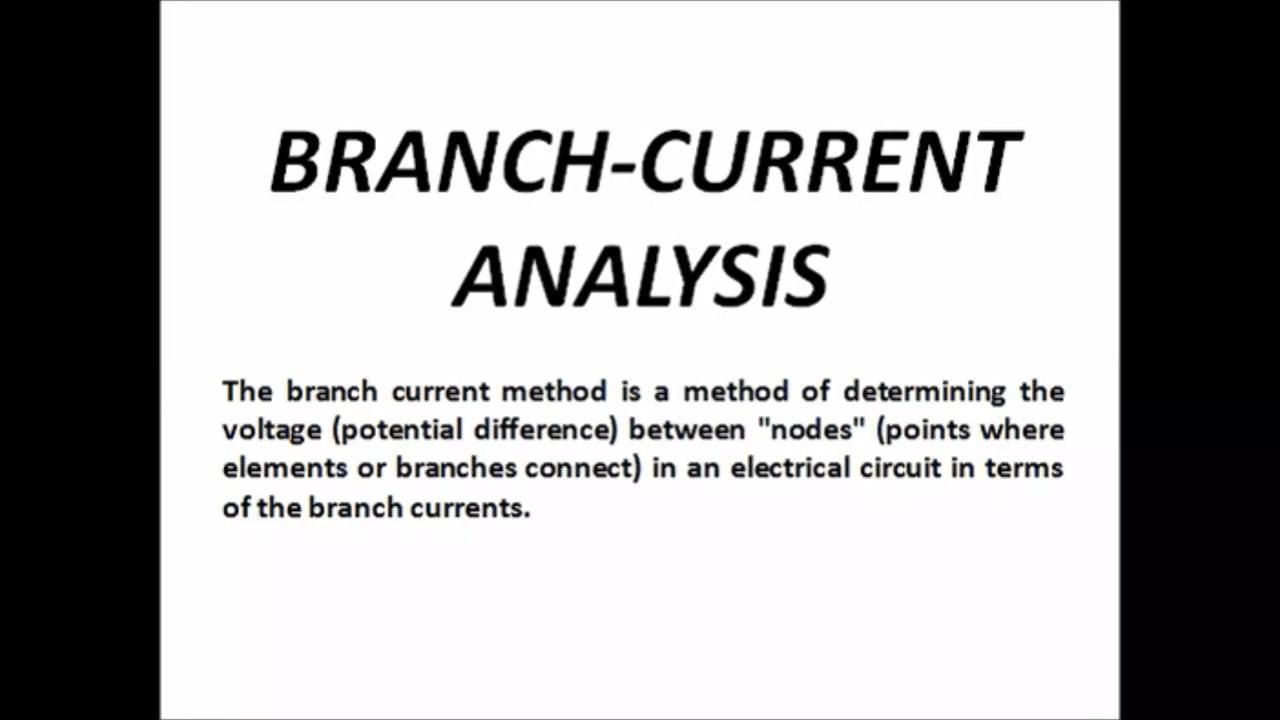 BRANCH-CURRENT
ANALYSIS
The branch current method is a method of determining the
voltage (potential difference) between "nodes" (points where
elements or branches connect) in an electrical circuit in terms
of the branch currents.